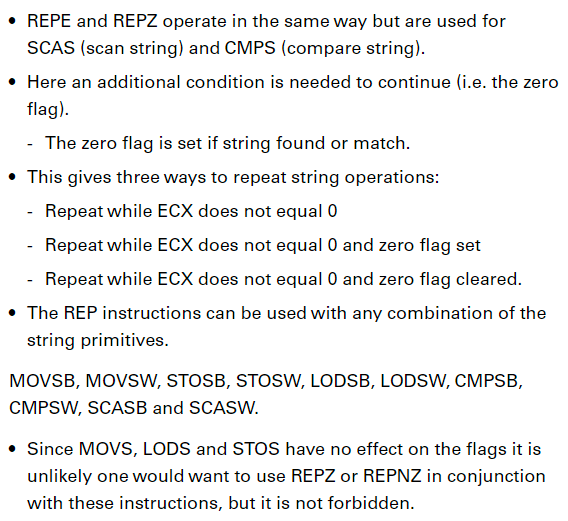 • REPE and REPZ operate in the same way but are used for
SCAS (scan string) and CMPS (compare string).
• Here an additional condition is needed to continue (i.e. the zero
flag).
- The zero flag is set if string found or match.
• This gives three ways to repeat string operations:
- Repeat while ECX does not equal 0
- Repeat while ECX does not equal 0 and zero flag set
- Repeat while ECX does not equal 0 and zero flag cleared.
• The REP instructions can be used with any combination of the
string primitives.
MOVSB, MOVSW, STOSB, STOSW, LODSB, LODSW, CMPSB,
CMPSW, SCASB and SCASW.
• Since MOVS, LODS and STOS have no effect on the flags it is
unlikely one would want to use REPZ or REPNZ in conjunction
with these instructions, but it is not forbidden.